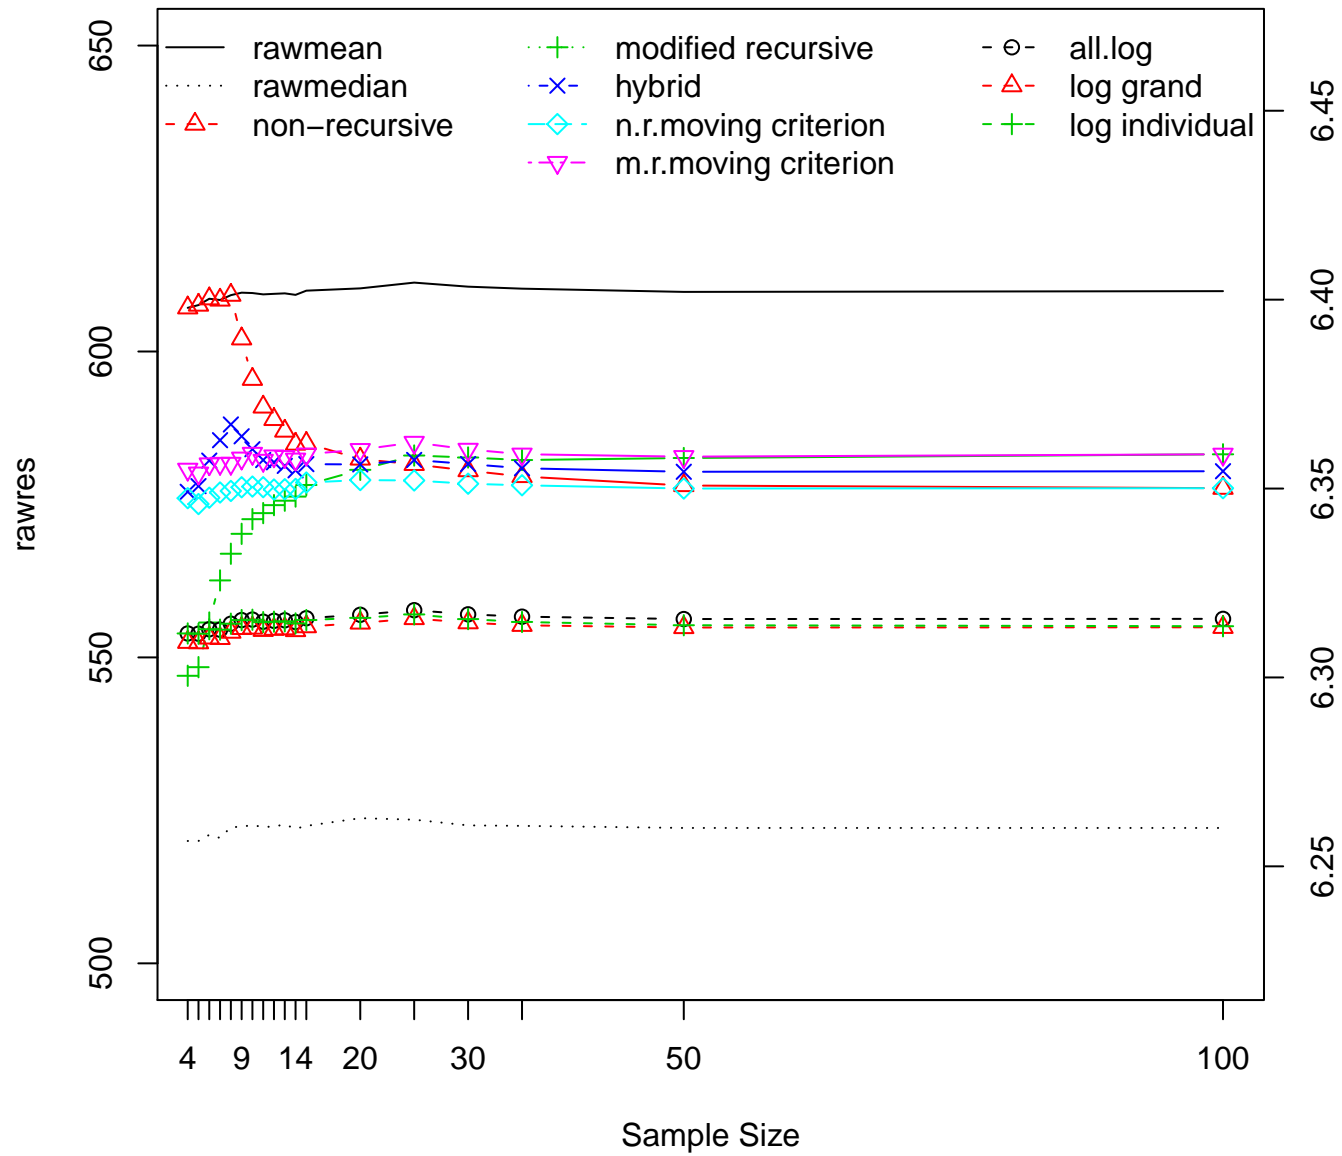 rawmean
rawmedian
non−recursive
modified recursive
hybrid
n.r.moving criterion
m.r.moving criterion
all.log
log grand
log individual
650
600
550
500
rawres
6.45
6.40
6.35
6.30
6.25
4 9 14 20 30 50 100
Sample Size